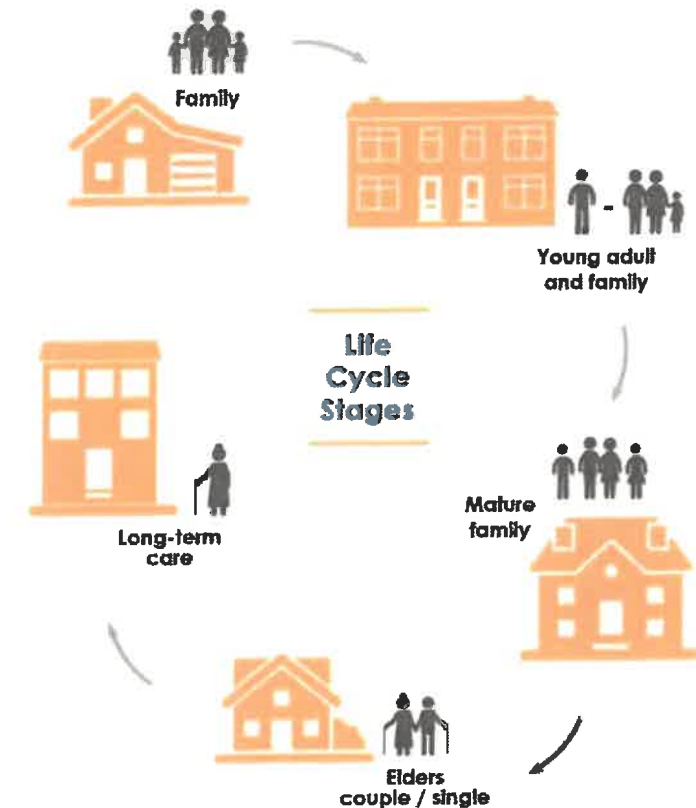 Family
Young adult
and family
Life
Cycle
Stages
Mature
family
Long-term
care
Elders
couple / single